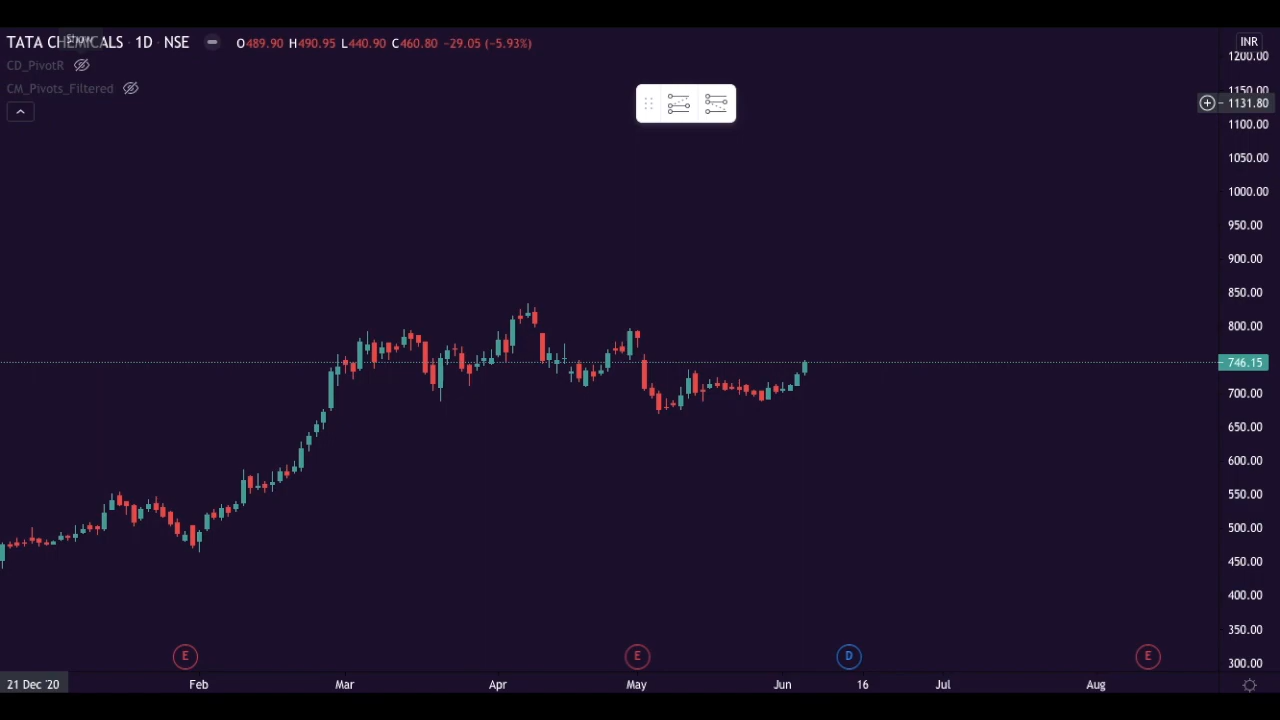 TATA CHEMICALS · 1D · NSE O489.90 H490.95 L440.90 C460.80 −29.05 (−5.93%)
Show
CD_PivotR
CM_Pivots_Filtered
INR
1200.00
1150.00
1131.80
1100.00
1050.00
1000.00
950.00
900.00
850.00
800.00
746.15
700.00
650.00
600.00
550.00
500.00
450.00
400.00
350.00
300.00
E E D E
21 Dec '20 Feb Mar Apr May Jun 16 Jul Aug